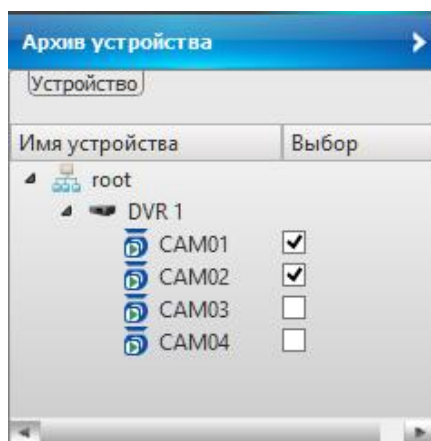 Архив устройства
Устройство
Имя устройства Выбор
root
DVR 1
CAM01
CAM02
CAM03
CAM04